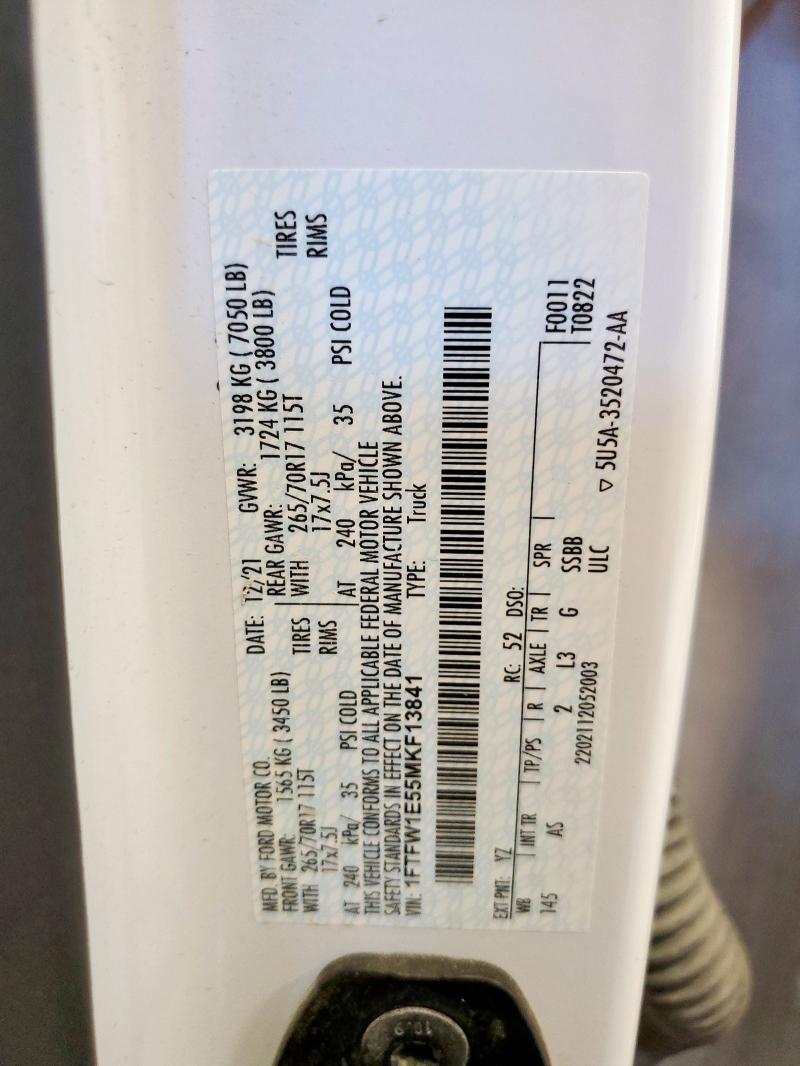 MFD. BY FORD MOTOR CO. DATE: 12/21 GVWR: 3198 KG ( 7050 LB)
FRONT GAWR: 1565 KG ( 3450 LB) REAR GAWR: 1724 KG ( 3800 LB)
WITH 265/70R17 115T TIRES WITH 265/70R17 115T TIRES
17x7.5J RIMS 17x7.5J RIMS
AT 240 kPa/ 35 PSI COLD AT 240 kPa/ 35 PSI COLD
THIS VEHICLE CONFORMS TO ALL APPLICABLE FEDERAL MOTOR VEHICLE
SAFETY STANDARDS IN EFFECT ON THE DATE OF MANUFACTURE SHOWN ABOVE.
VIN: 1FTFW1E55MKF13841 TYPE: Truck
EXT PNT: YZ RC: 52 DSO:
WB INT TR TP/PS R AXLE TR SPR F0011
145 AS 2 L3 G SSBB T0822
2202112052003 ULC
▽ 5U5A-3520472-AA
10.9